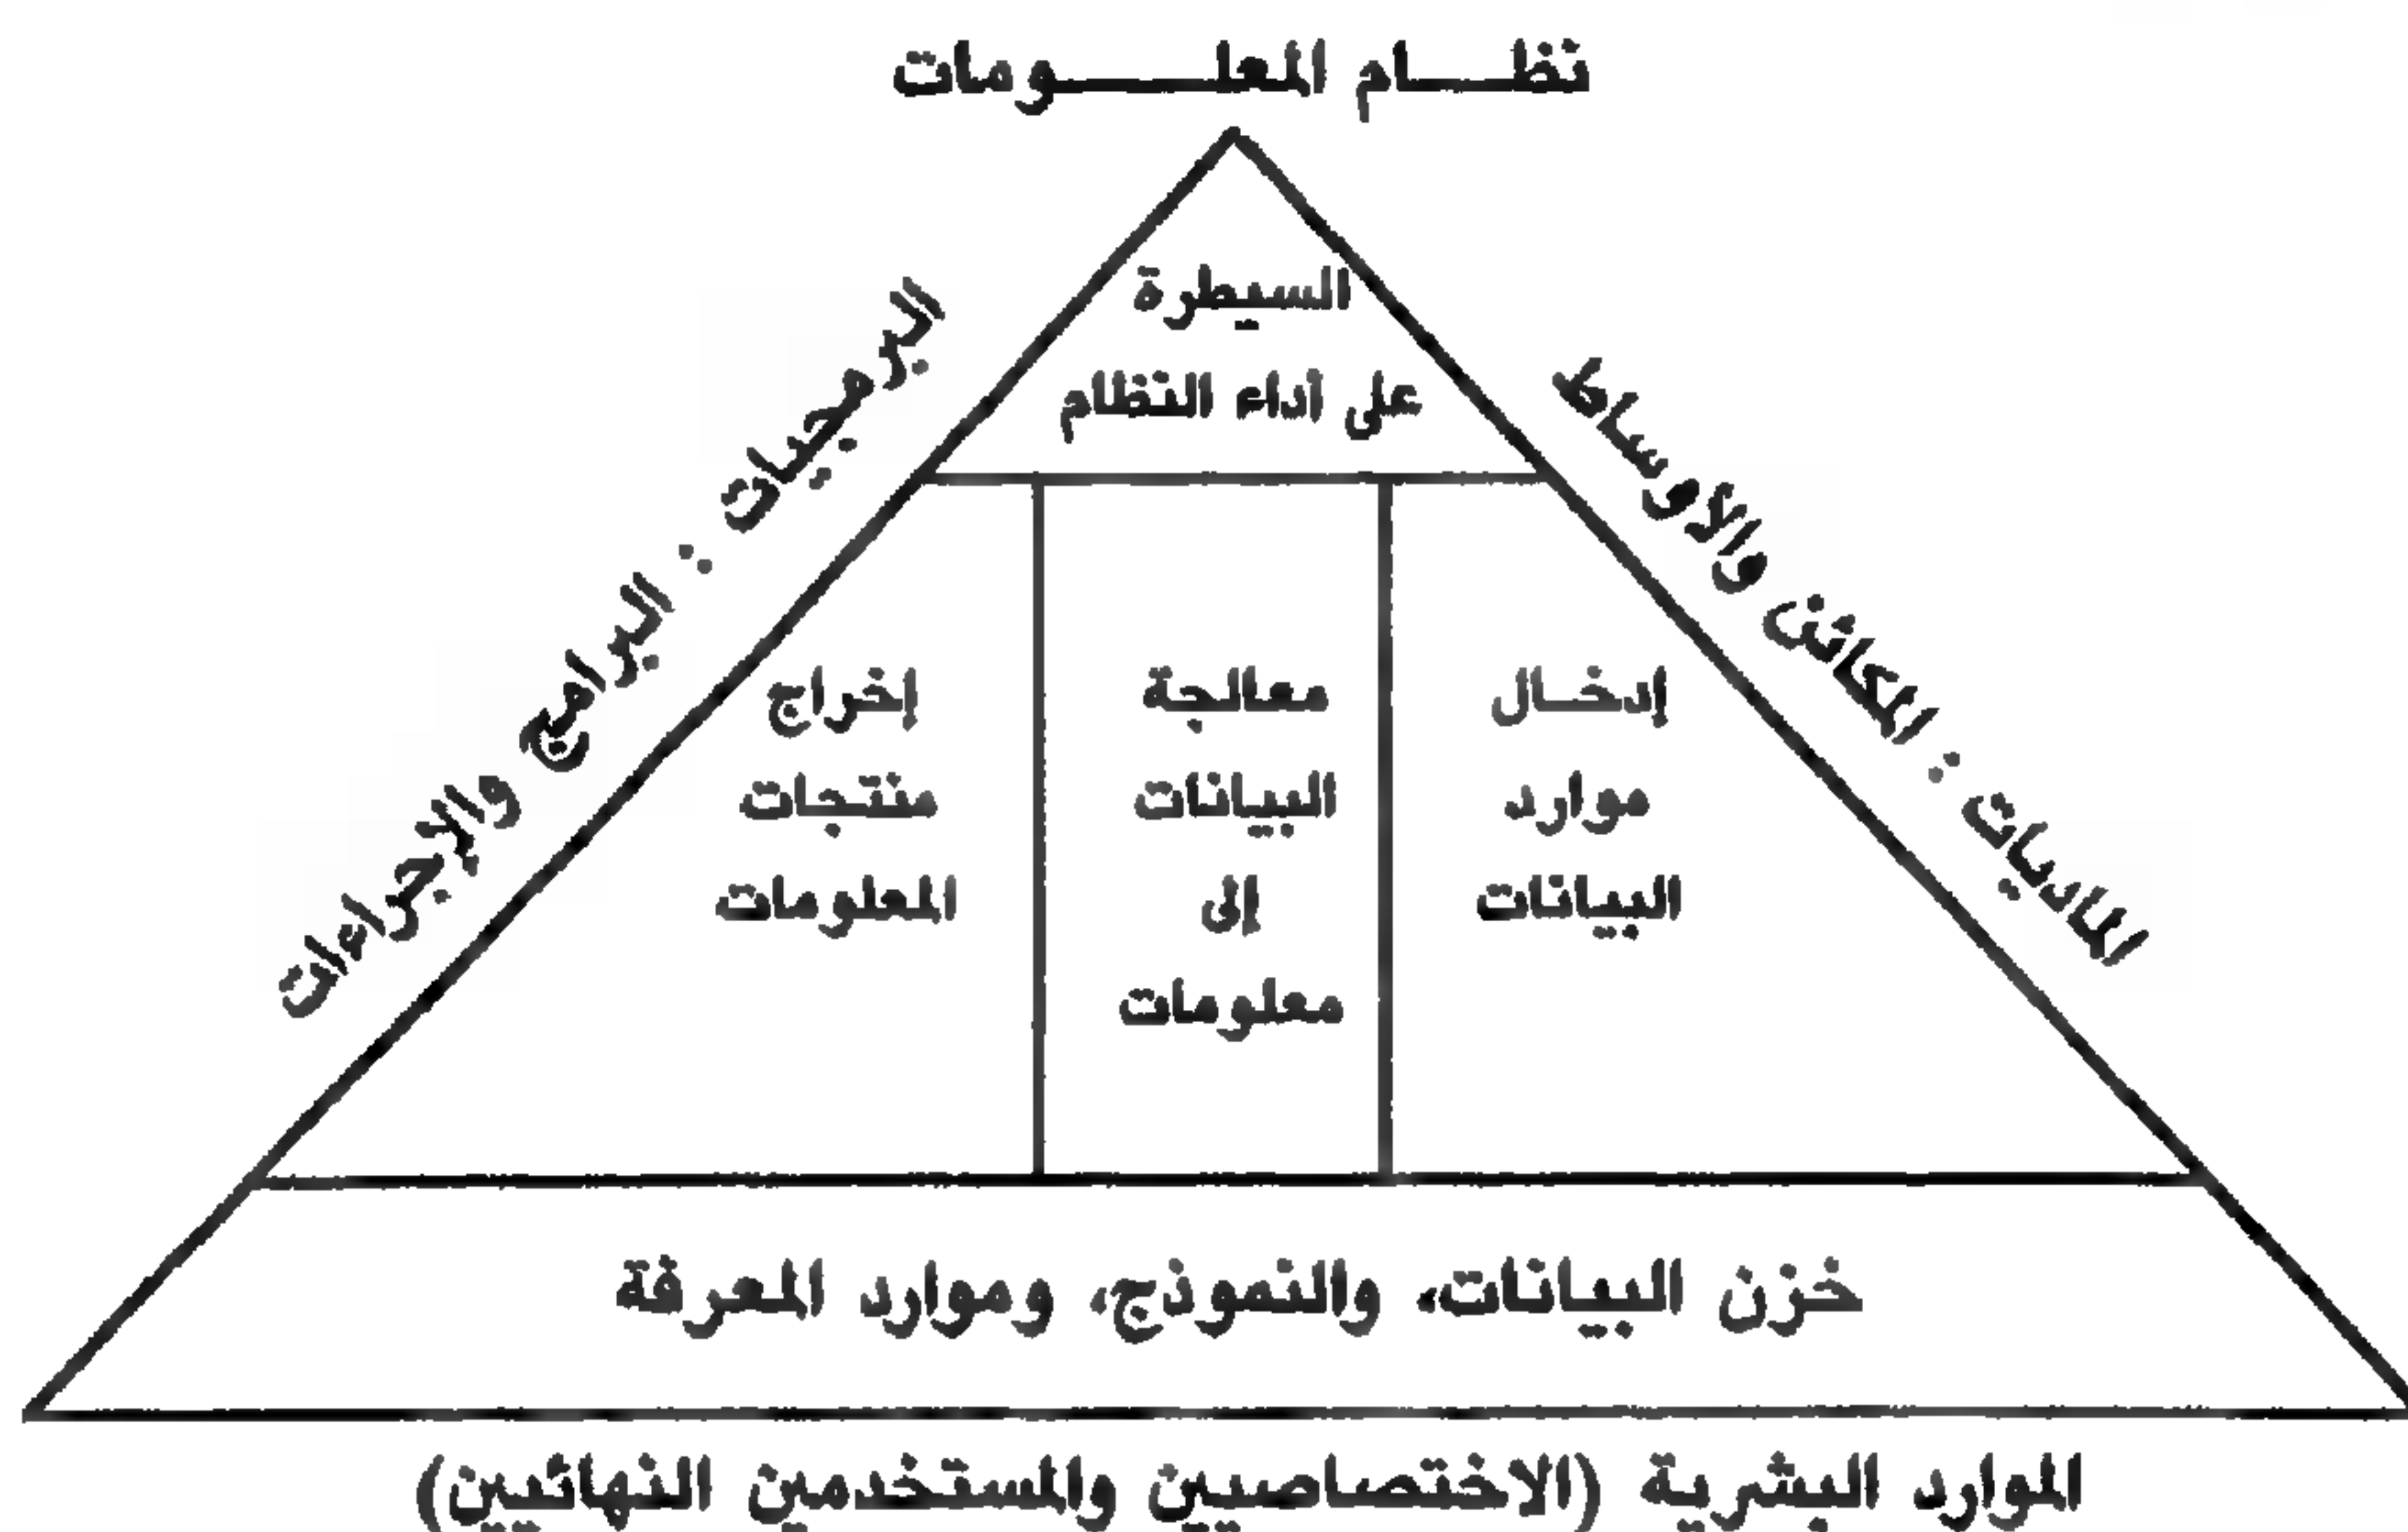 نظام المعلومات
السيطرة
على أداء النظام
الماديات : المكائن والأوساط
البرمجيات : البرامج والإجراءات
إدخال
موارد
البيانات
معالجة
البيانات
إلى
معلومات
إخراج
منتجات
المعلومات
خزن البيانات، والنموذج، وموارد المعرفة
الموارد البشرية (الاختصاصيين والمستخدمين النهائيين)